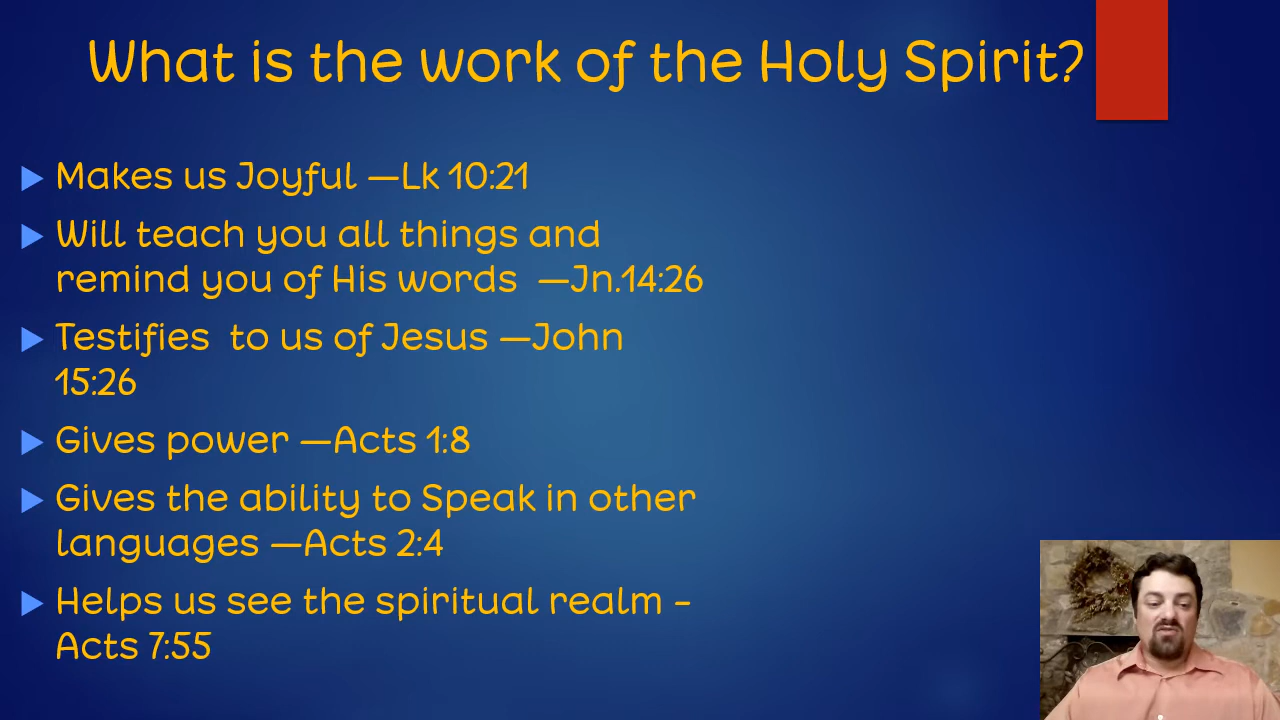 What is the work of the Holy Spirit?
Makes us Joyful —Lk 10:21
Will teach you all things and
remind you of His words  —Jn.14:26
Testifies  to us of Jesus —John
15:26
Gives power —Acts 1:8
Gives the ability to Speak in other
languages —Acts 2:4
Helps us see the spiritual realm –
Acts 7:55